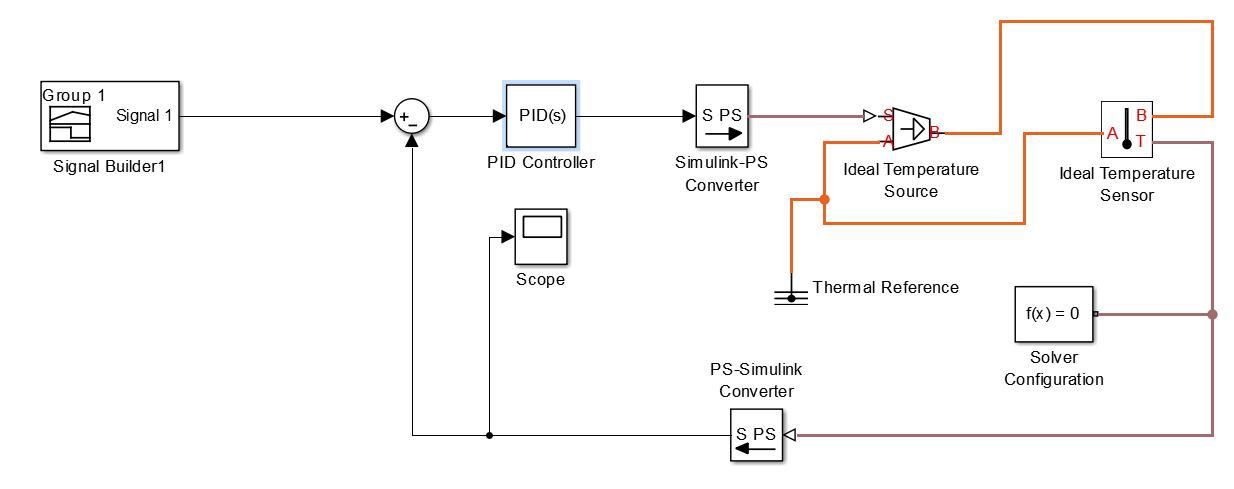 Group 1
Signal 1
Signal Builder1
+
−
PID(s)
PID Controller
S PS
Simulink-PS
Converter
S
A
B
Ideal Temperature
Source
A
B
T
Ideal Temperature
Sensor
Scope
Thermal Reference
f(x) = 0
Solver
Configuration
PS-Simulink
Converter
S PS